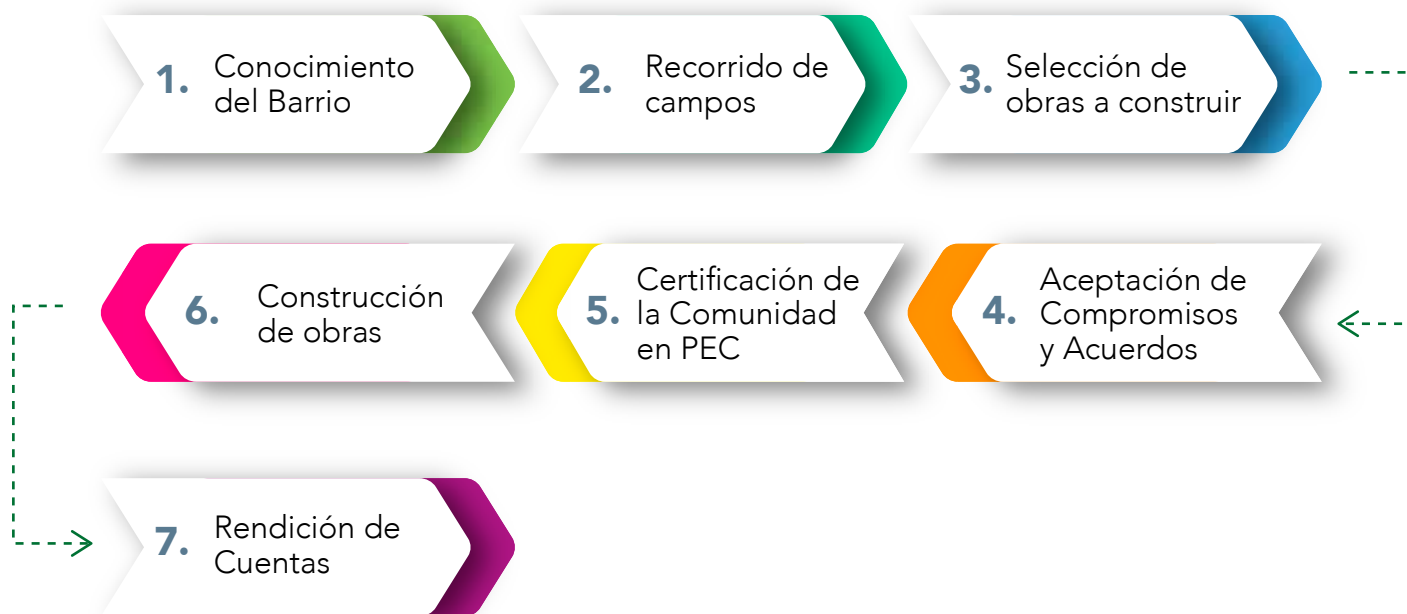 1. Conocimiento
del Barrio
2. Recorrido de
campos
3. Selección de
obras a construir
4. Aceptación de
Compromisos
y Acuerdos
5. Certificación de
la Comunidad
en PEC
6. Construcción
de obras
7. Rendición de
Cuentas